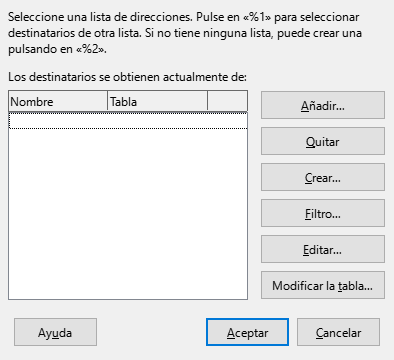 Seleccione una lista de direcciones. Pulse en «%1» para seleccionar
destinatarios de otra lista. Si no tiene ninguna lista, puede crear una
pulsando en «%2».
Los destinatarios se obtienen actualmente de:
Nombre Tabla
Añadir...
Quitar
Crear...
Filtro...
Editar...
Modificar la tabla...
Ayuda Aceptar Cancelar